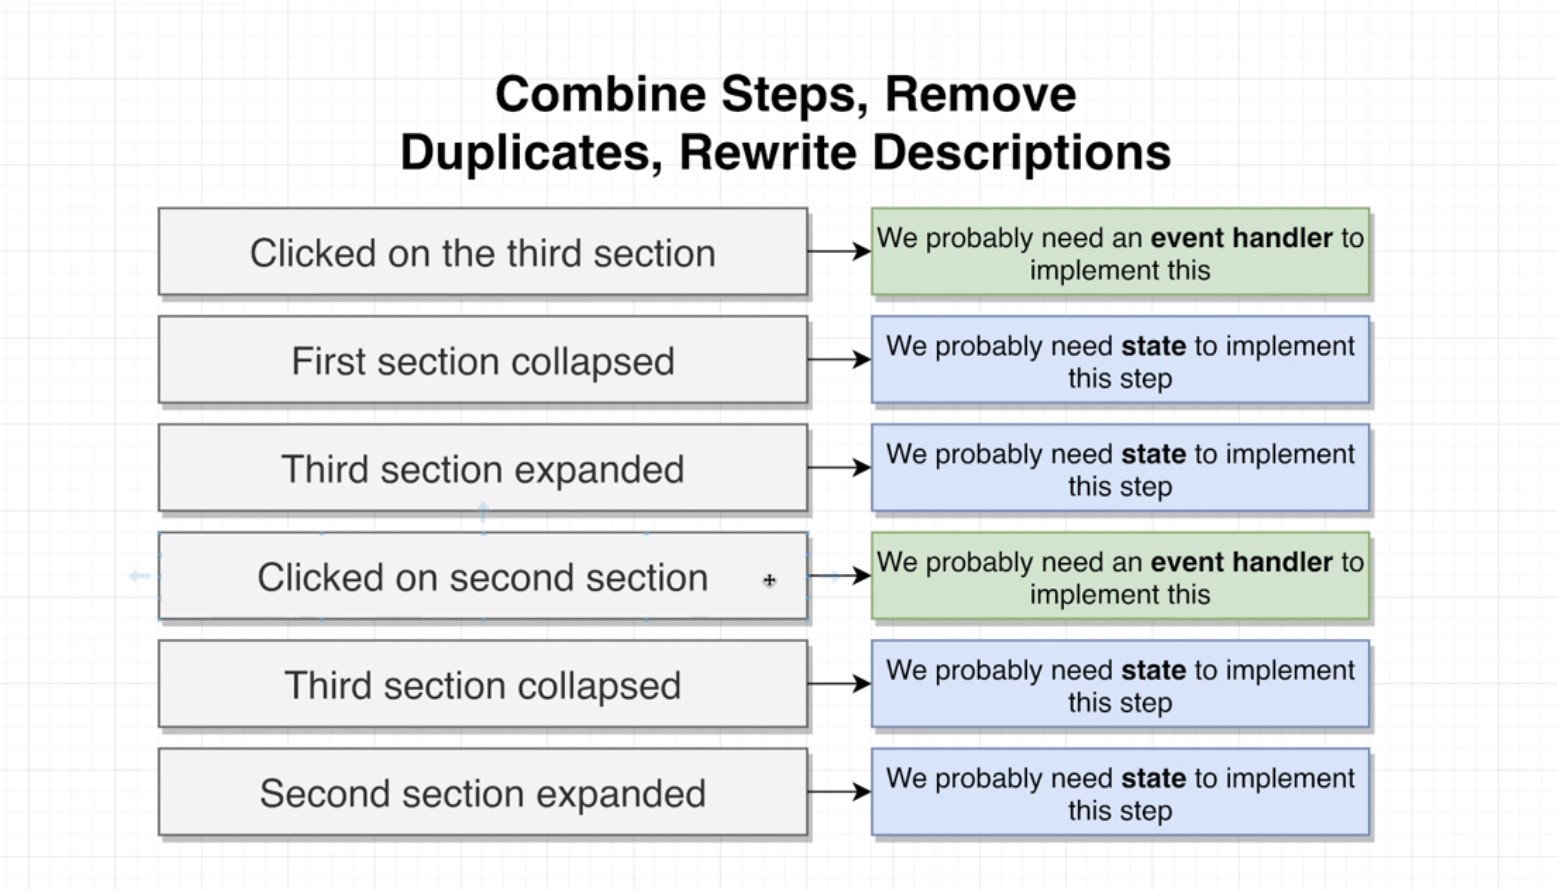 Combine Steps, Remove
Duplicates, Rewrite Descriptions
Clicked on the third section
We probably need an event handler to
implement this
First section collapsed
We probably need state to implement
this step
Third section expanded
We probably need state to implement
this step
Clicked on second section
We probably need an event handler to
implement this
Third section collapsed
We probably need state to implement
this step
Second section expanded
We probably need state to implement
this step